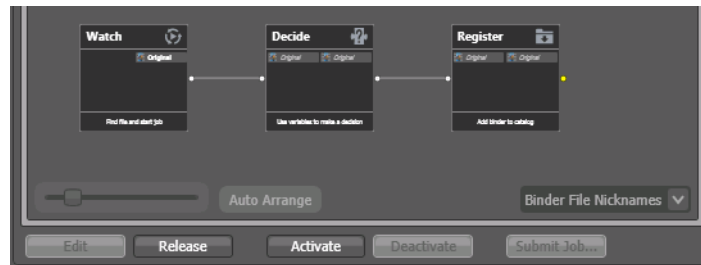 Watch
Decide
Register
Original
Original
Original
Original
Original
Find file and start job
Use variables to make a decision
Add binder to catalog
Auto Arrange
Binder File Nicknames
Edit
Release
Activate
Deactivate
Submit Job...